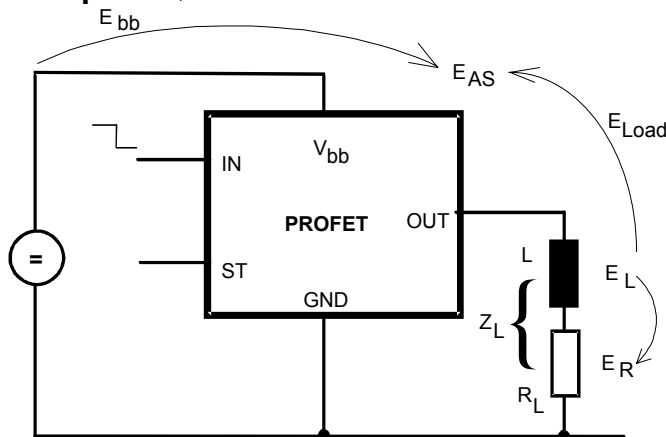 E bb
E AS
E Load
IN
V bb
PROFET
OUT
ST
GND
=
L
E L
Z L {
E R
R L